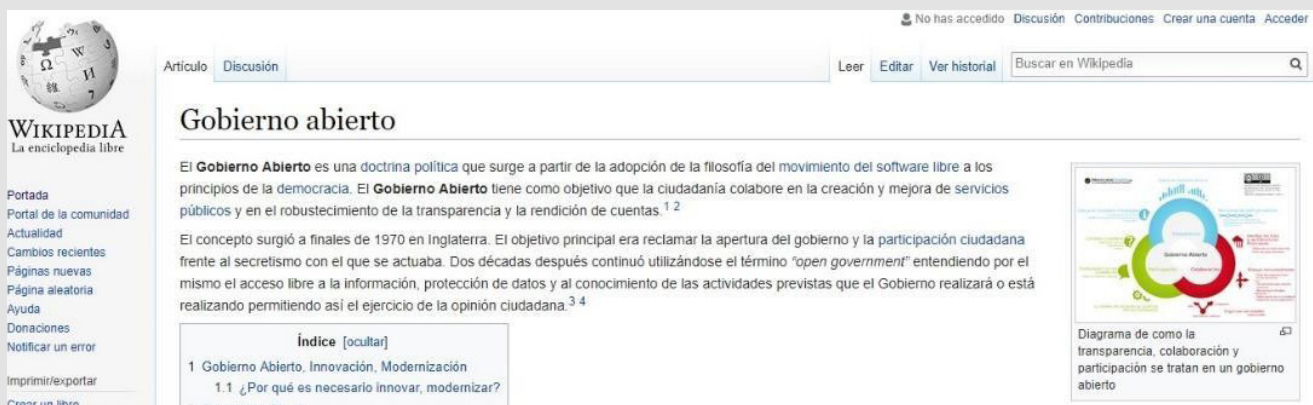 No has accedido Discusión Contribuciones Crear una cuenta Acceder
Artículo Discusión Leer Editar Ver historial Buscar en Wikipedia
WIKIPEDIA
La enciclopedia libre
Portada
Portal de la comunidad
Actualidad
Cambios recientes
Páginas nuevas
Página aleatoria
Ayuda
Donaciones
Notificar un error
Imprimir/exportar
Crear un libro
Gobierno abierto
El Gobierno Abierto es una doctrina política que surge a partir de la adopción de la filosofía del movimiento del software libre a los
principios de la democracia. El Gobierno Abierto tiene como objetivo que la ciudadanía colabore en la creación y mejora de servicios
públicos y en el robustecimiento de la transparencia y la rendición de cuentas.1 2
El concepto surgió a finales de 1970 en Inglaterra. El objetivo principal era reclamar la apertura del gobierno y la participación ciudadana
frente al secretismo con el que se actuaba. Dos décadas después continuó utilizándose el término "open government" entendiendo por el
mismo el acceso libre a la información, protección de datos y al conocimiento de las actividades previstas que el Gobierno realizará o está
realizando permitiendo así el ejercicio de la opinión ciudadana.3 4
Índice [ocultar]
1 Gobierno Abierto, Innovación, Modernización
1.1 ¿Por qué es necesario innovar, modernizar?
Gobierno Abierto
Diagrama de como la
transparencia, colaboración y
participación se tratan en un gobierno
abierto